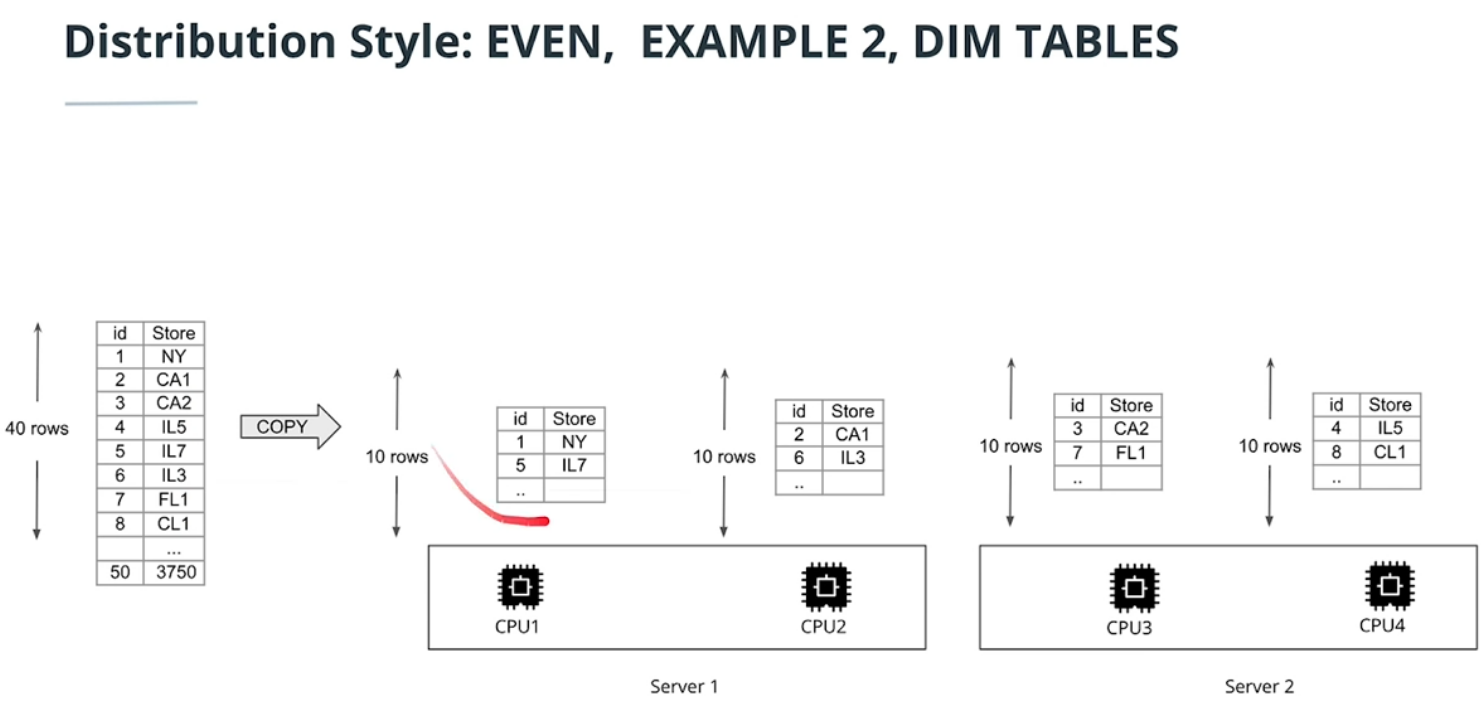 Distribution Style: EVEN,  EXAMPLE 2, DIM TABLES
40 rows
id Store
1 NY
2 CA1
3 CA2
4 IL5
5 IL7
6 IL3
7 FL1
8 CL1
...
50 3750
COPY
10 rows
id Store
1 NY
5 IL7
..
10 rows
id Store
2 CA1
6 IL3
..
10 rows
id Store
3 CA2
7 FL1
..
10 rows
id Store
4 IL5
8 CL1
..
CPU1
CPU2
Server 1
CPU3
CPU4
Server 2